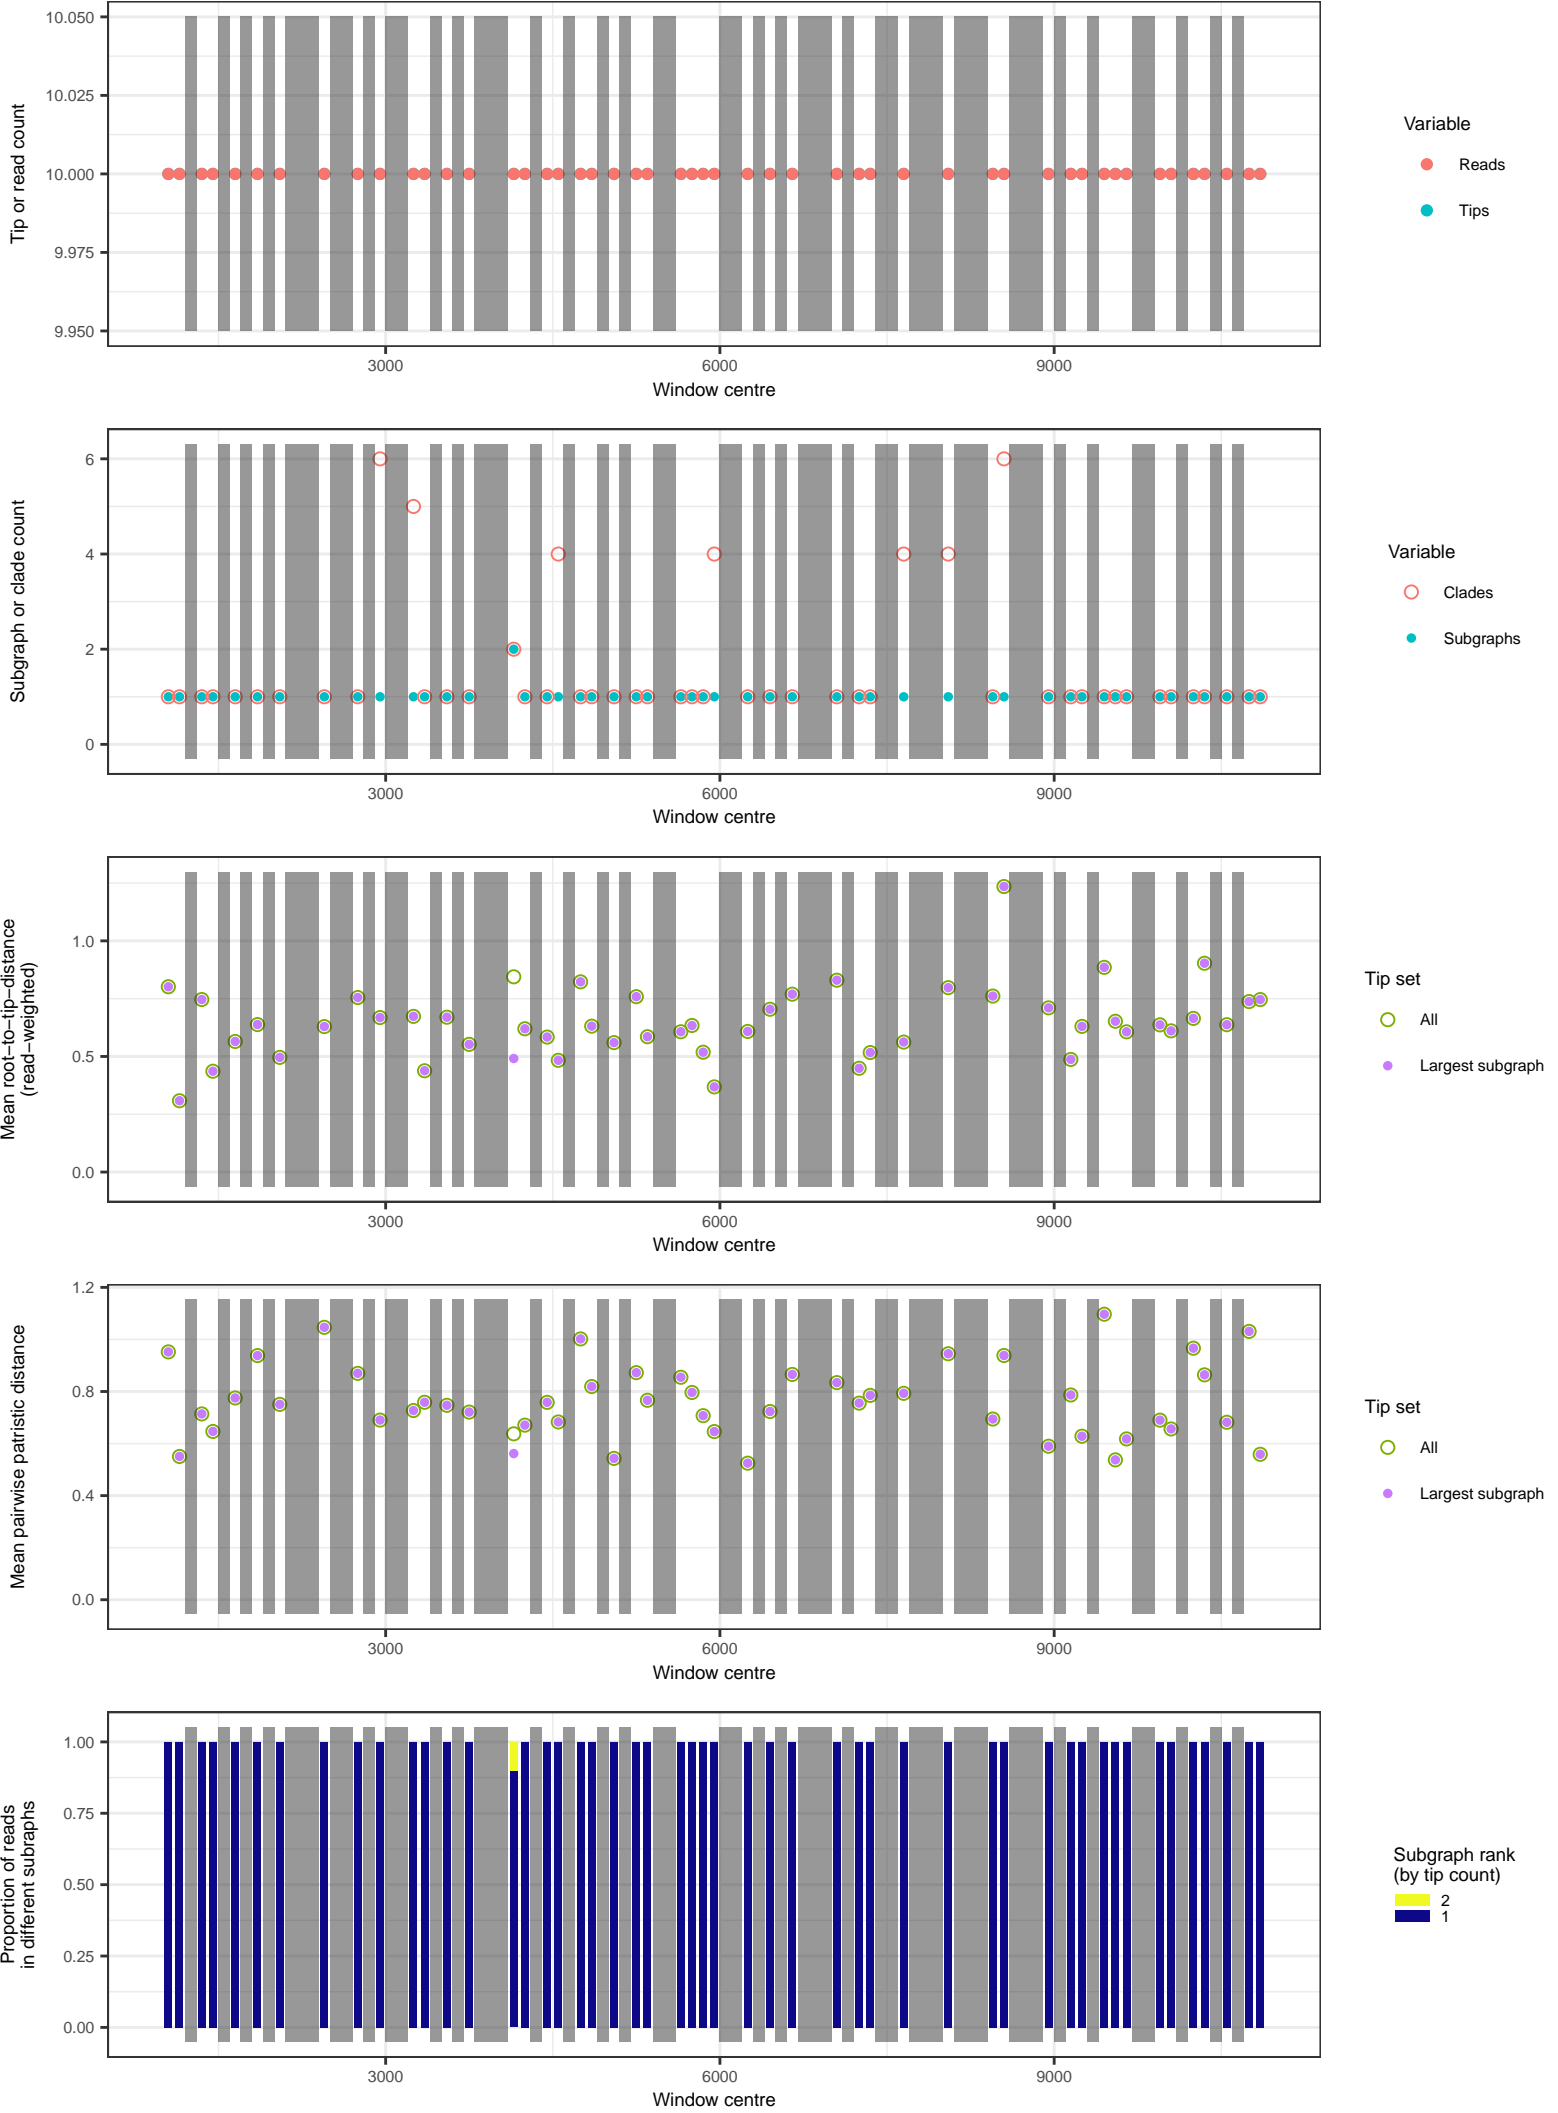 10.050
10.025
10.000
9.975
9.950
Tip or read count
3000
6000
9000
Window centre
Variable
Reads
Tips
6
4
2
0
Subgraph or clade count
3000
6000
9000
Window centre
Variable
Clades
Subgraphs
1.0
0.5
0.0
Mean root−to−tip−distance
(read−weighted)
3000
6000
9000
Window centre
Tip set
All
Largest subgraph
1.2
0.8
0.4
0.0
Mean pairwise patristic distance
3000
6000
9000
Window centre
Tip set
All
Largest subgraph
1.00
0.75
0.50
0.25
0.00
Proportion of reads
in different subraphs
3000
6000
9000
Window centre
Subgraph rank
(by tip count)
2
1